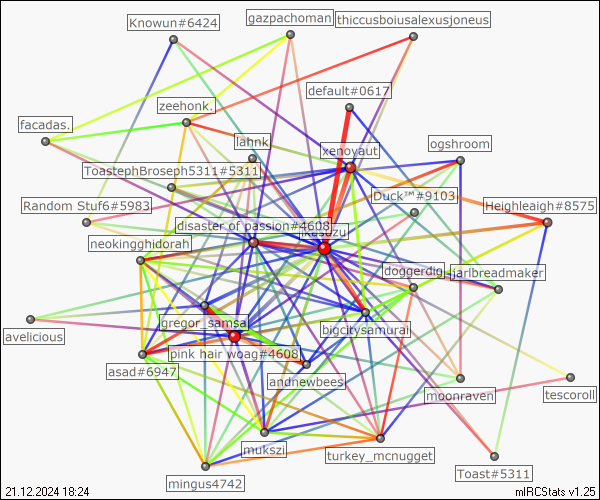 Knowun#6424
gazpachoman
thiccusboiusalexusjoneus
default#0617
zeehonk.
facadas.
lahnk
xenoyaut
ogshroom
ToastephBroseph5311#5311
Duck™#9103
Random Stuf6#5983
disaster of passion#4608
Heighleaigh#8575
neokingghidorah
doggerdig
jarlbreadmaker
avelicious
gregor_samsa
bigcitysamurai
pink hair woag#4608
asad#6947
andnewbees
moonraven
tescoroll
mukszi
turkey_mcnugget
Toast#5311
mingus4742
21.12.2024 18:24
mIRCStats v1.25